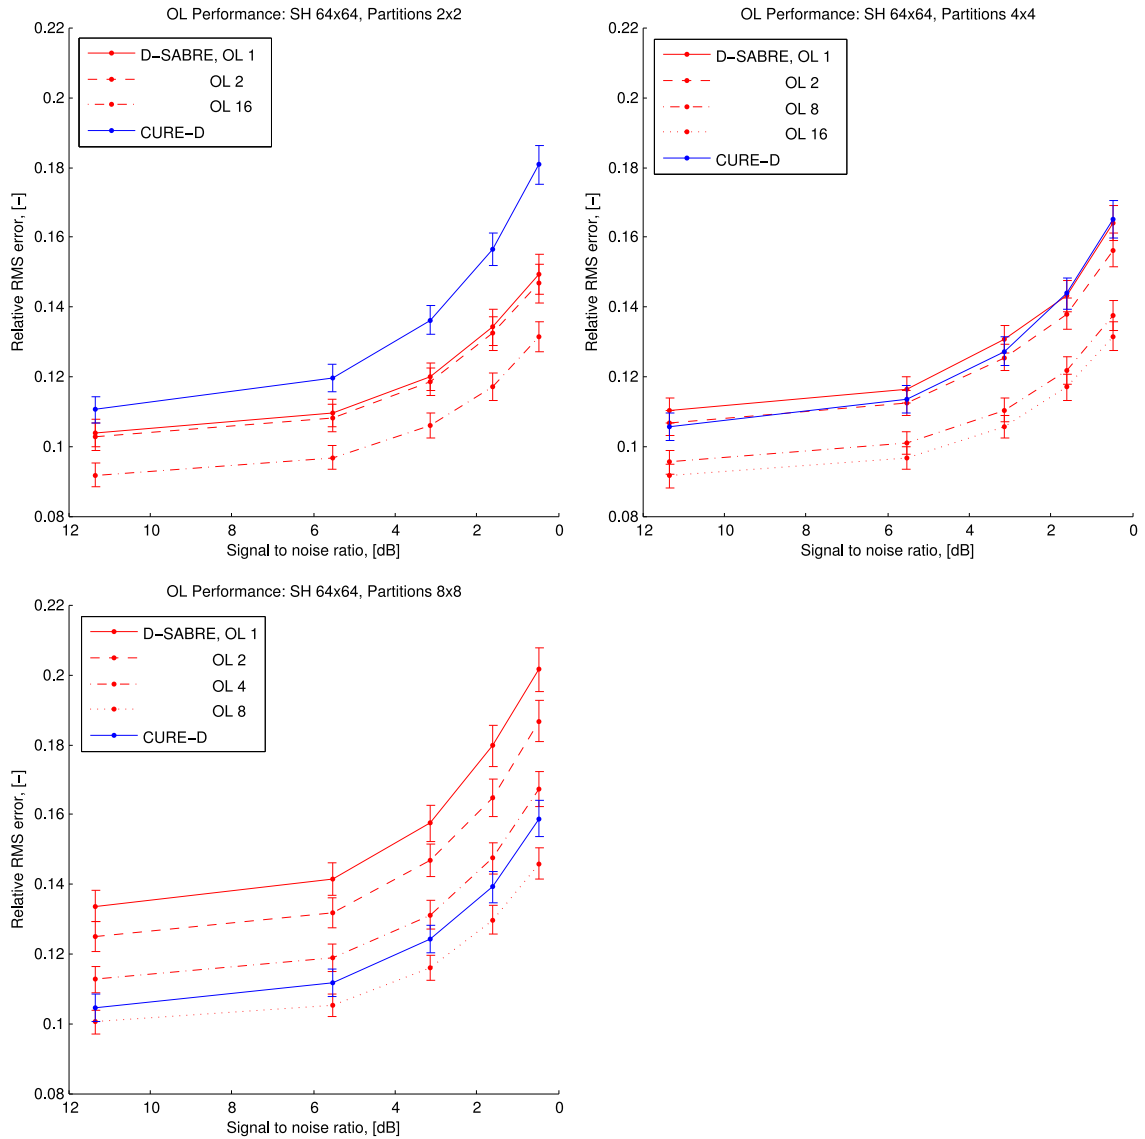 OL Performance: SH 64x64, Partitions 2x2
0.22
0.2
0.18
0.16
0.14
0.12
0.1
0.08
Relative RMS error, [−]
D−SABRE, OL 1
OL 2
OL 16
CURE−D
12 10 8 6 4 2 0
Signal to noise ratio, [dB]
OL Performance: SH 64x64, Partitions 4x4
0.22
0.2
0.18
0.16
0.14
0.12
0.1
0.08
Relative RMS error, [−]
D−SABRE, OL 1
OL 2
OL 8
OL 16
CURE−D
12 10 8 6 4 2 0
Signal to noise ratio, [dB]
OL Performance: SH 64x64, Partitions 8x8
0.22
0.2
0.18
0.16
0.14
0.12
0.1
0.08
Relative RMS error, [−]
D−SABRE, OL 1
OL 2
OL 4
OL 8
CURE−D
12 10 8 6 4 2 0
Signal to noise ratio, [dB]